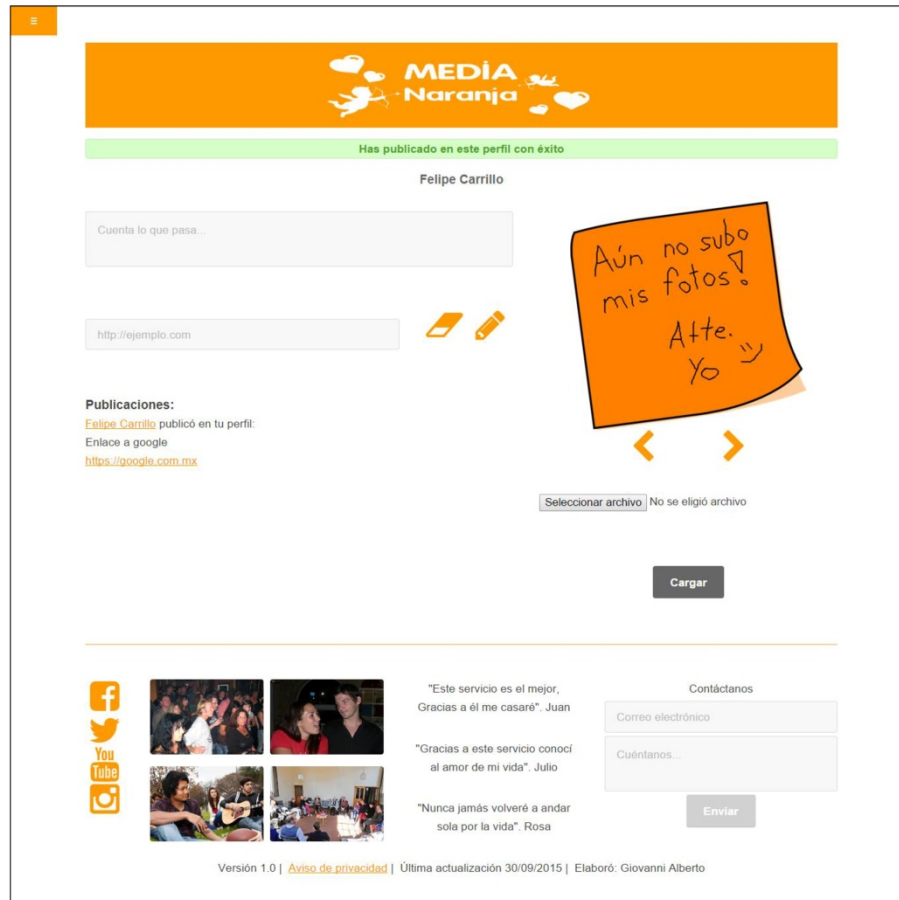 MEDİA
Naranja
Has publicado en este perfil con éxito
Felipe Carrillo
Cuenta lo que pasa...
http://ejemplo.com
Aún no subo
mis fotos!
Atte.
Yo
Publicaciones:
Felipe Carrillo publicó en tu perfil:
Enlace a google
https://google.com.mx
Seleccionar archivo No se eligió archivo
Cargar
You
Tube
"Este servicio es el mejor,
Gracias a él me casaré". Juan
"Gracias a este servicio conocí
al amor de mi vida". Julio
"Nunca jamás volveré a andar
sola por la vida". Rosa
Contáctanos
Correo electrónico
Cuéntanos...
Enviar
Versión 1.0 | Aviso de privacidad | Última actualización 30/09/2015 | Elaboró: Giovanni Alberto